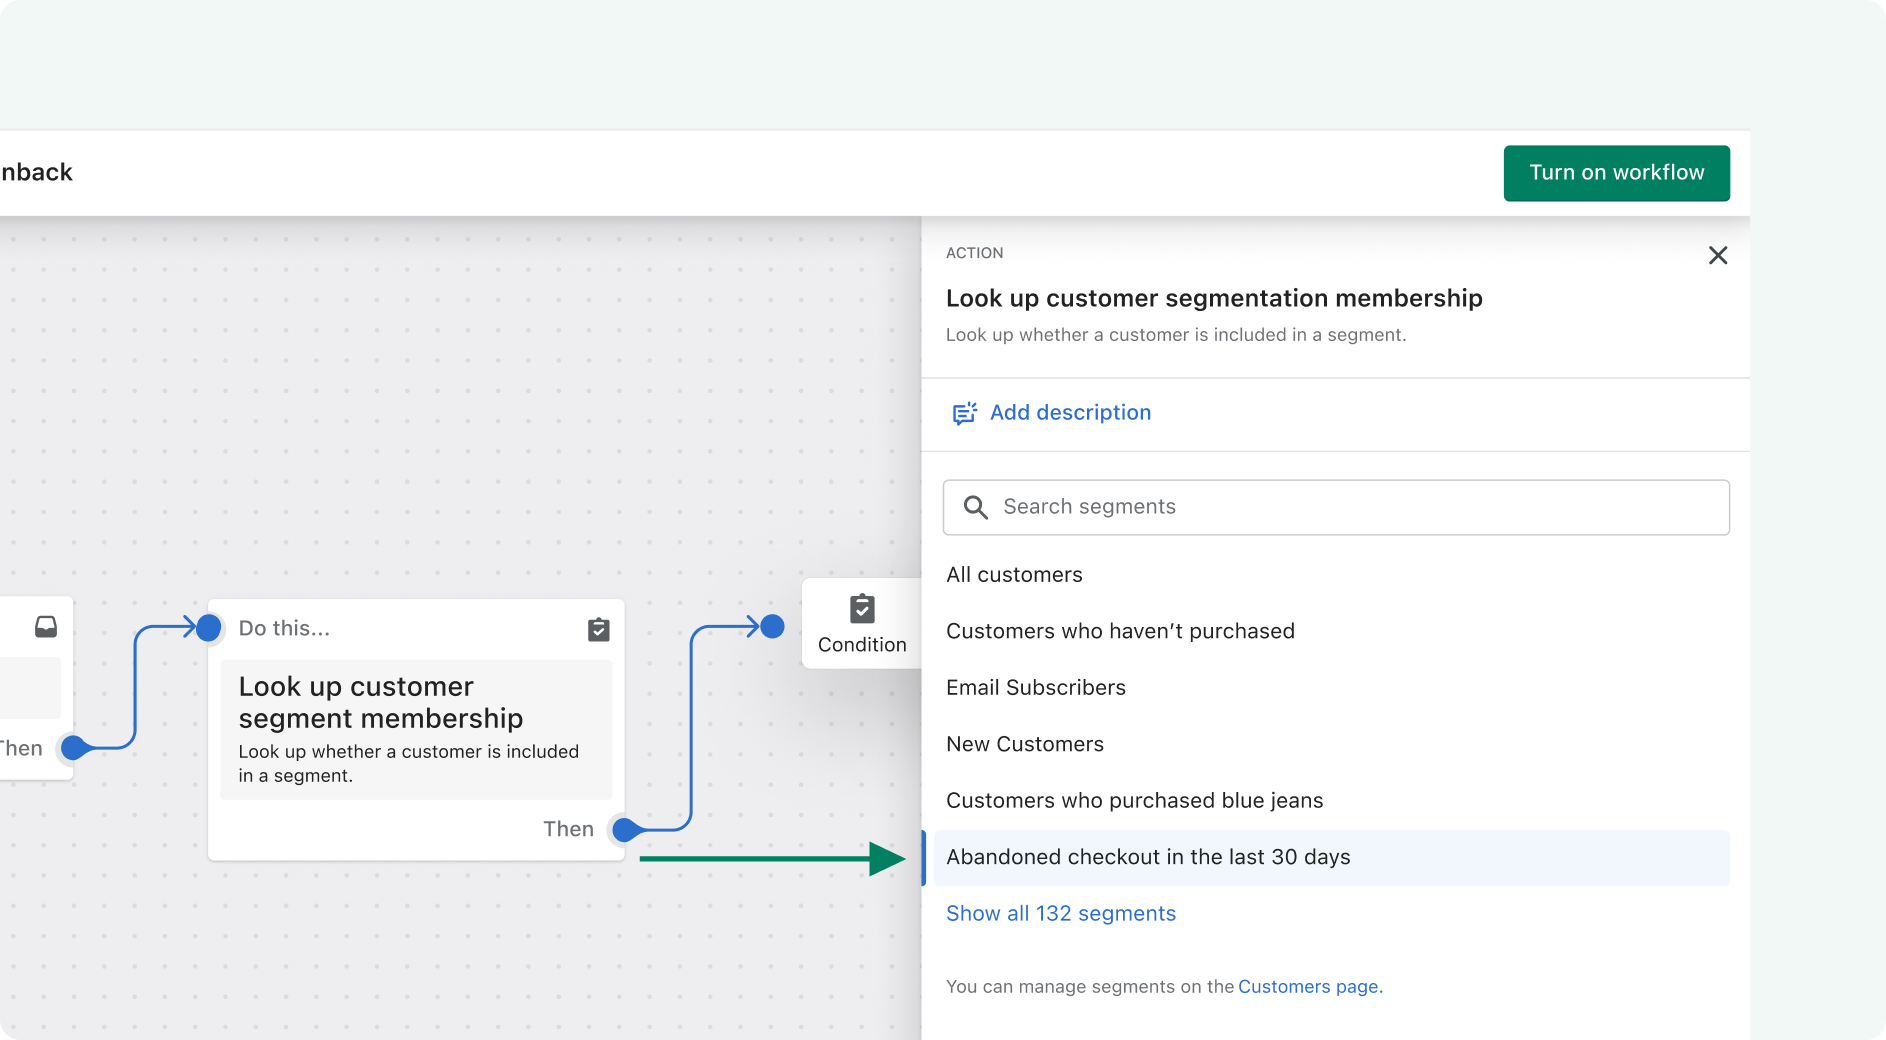 nback
Turn on workflow
Then
Do this...
Look up customer
segment membership
Look up whether a customer is included
in a segment.
Then
Condition
ACTION
Look up customer segmentation membership
Look up whether a customer is included in a segment.
Add description
Search segments
All customers
Customers who haven’t purchased
Email Subscribers
New Customers
Customers who purchased blue jeans
Abandoned checkout in the last 30 days
Show all 132 segments
You can manage segments on the Customers page.